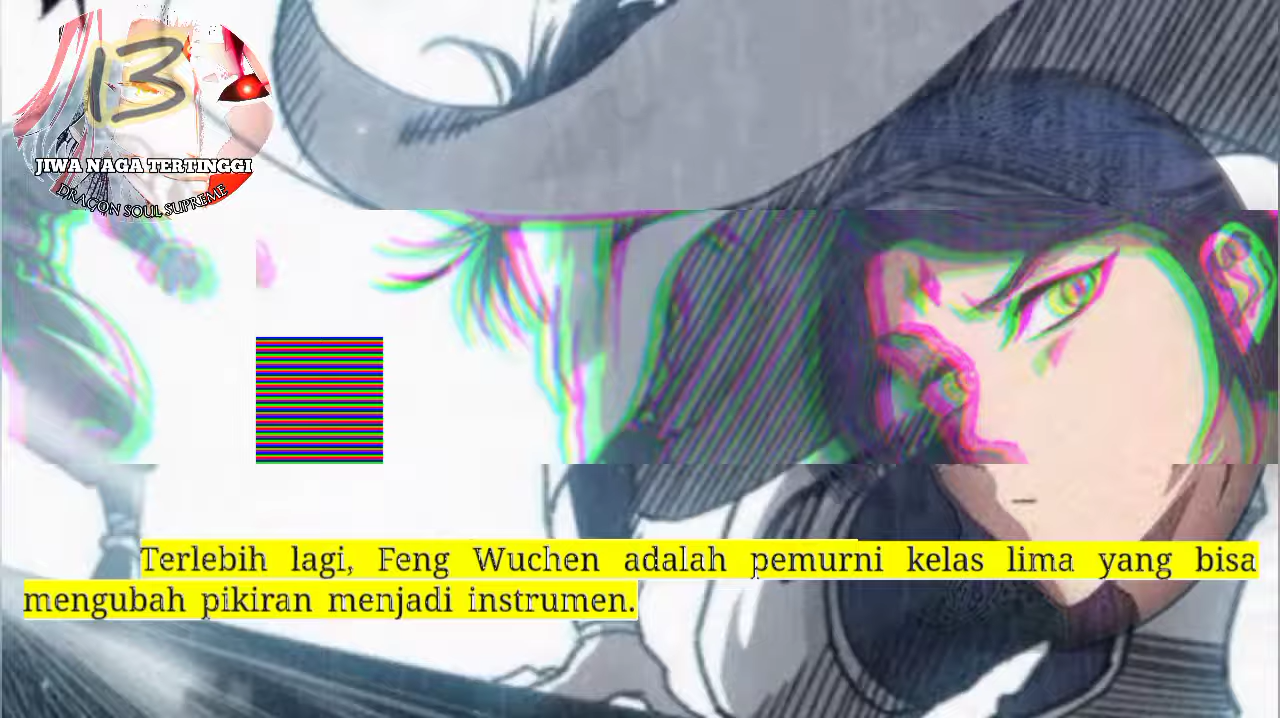 13
JIWA NAGA TERTINGGI
DRAGON SOUL SUPREME
Terlebih lagi, Feng Wuchen adalah pemurni kelas lima yang bisa
mengubah pikiran menjadi instrumen.